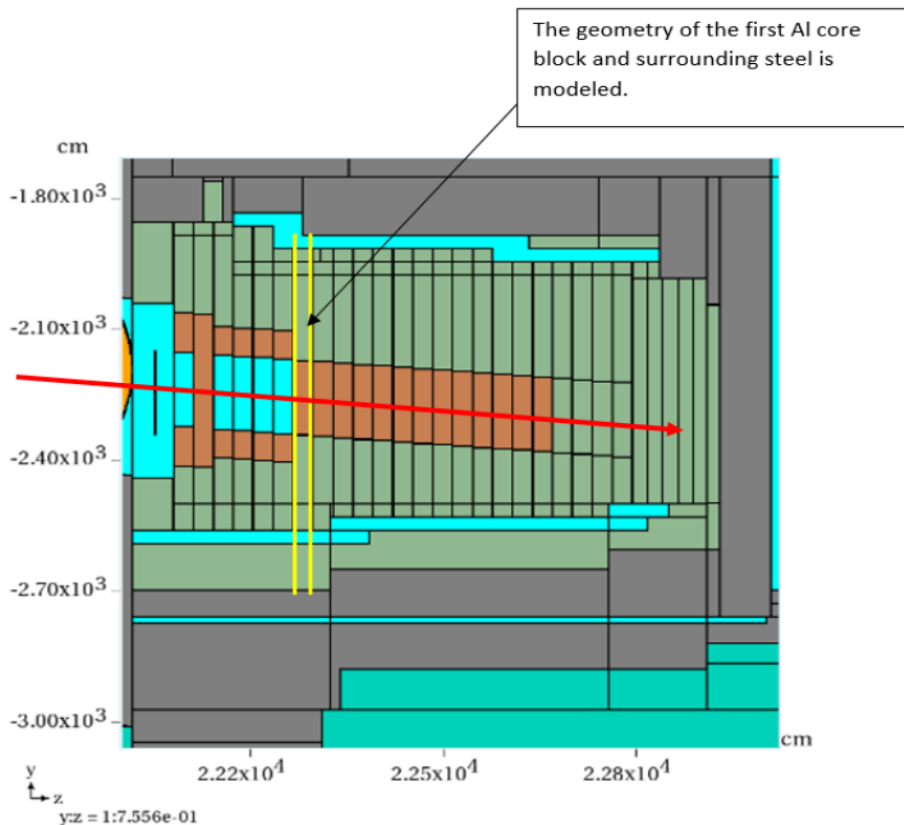 The geometry of the first Al core
block and surrounding steel is
modeled.
cm
-1.80x10³
-2.10x10³
-2.40x10³
-2.70x10³
-3.00x10³
cm
2.22x10⁴
2.25x10⁴
2.28x10⁴
y
z
y:z = 1:7.556e-01